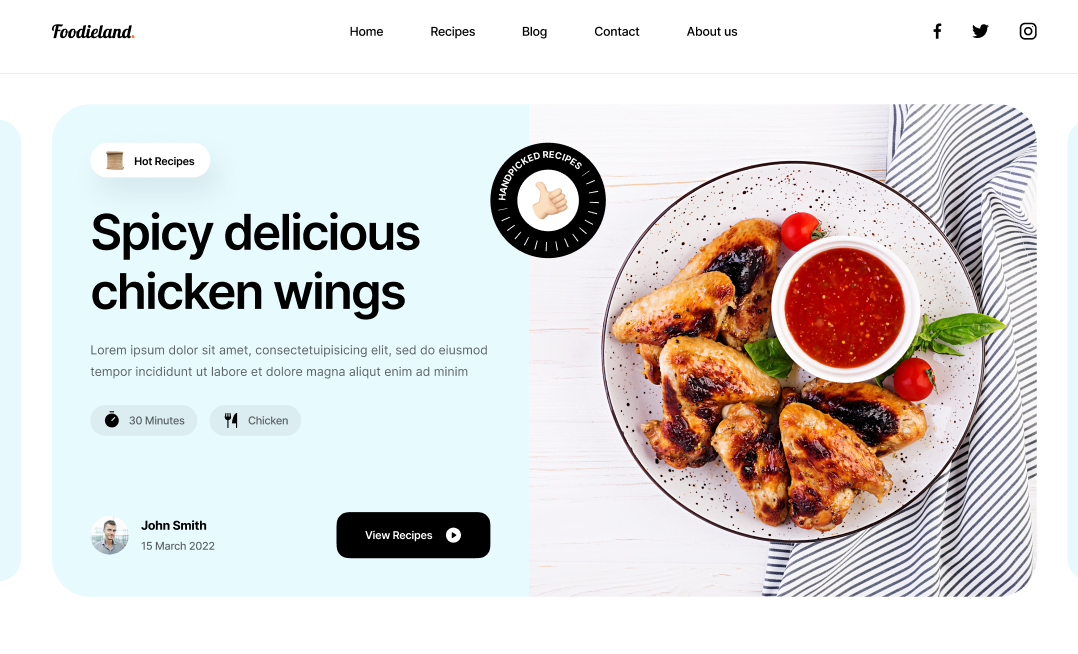 Foodieland.
Home
Recipes
Blog
Contact
About us
Hot Recipes
HANDPICKED RECIPES
Spicy delicious
chicken wings
Lorem ipsum dolor sit amet, consectetuipisicing elit, sed do eiusmod
tempor incididunt ut labore et dolore magna aliqut enim ad minim
30 Minutes
Chicken
John Smith
15 March 2022
View Recipes